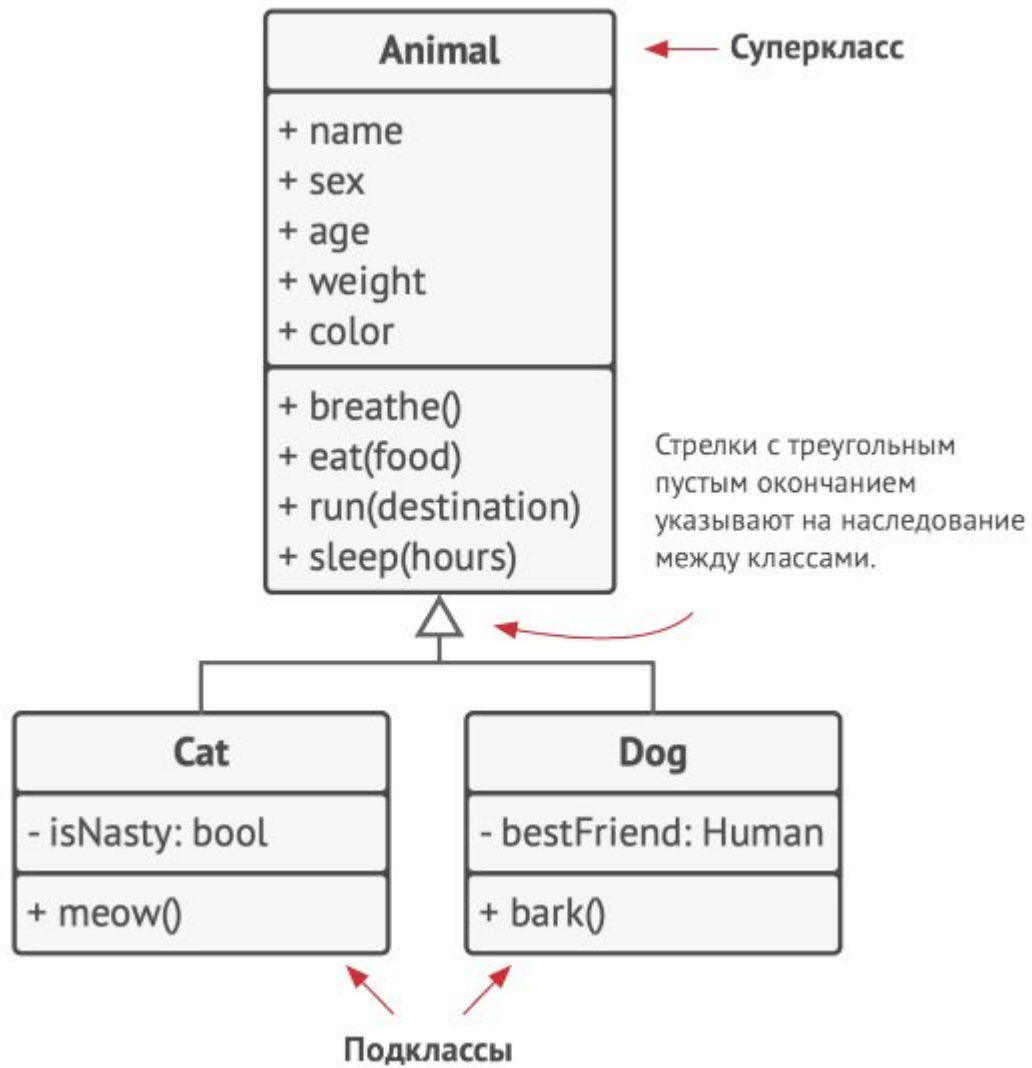 Animal
Суперкласс
+ name
+ sex
+ age
+ weight
+ color
+ breathe()
+ eat(food)
+ run(destination)
+ sleep(hours)
Стрелки с треугольным
пустым окончанием
указывают на наследование
между классами.
Cat
- isNasty: bool
+ meow()
Dog
- bestFriend: Human
+ bark()
Подклассы